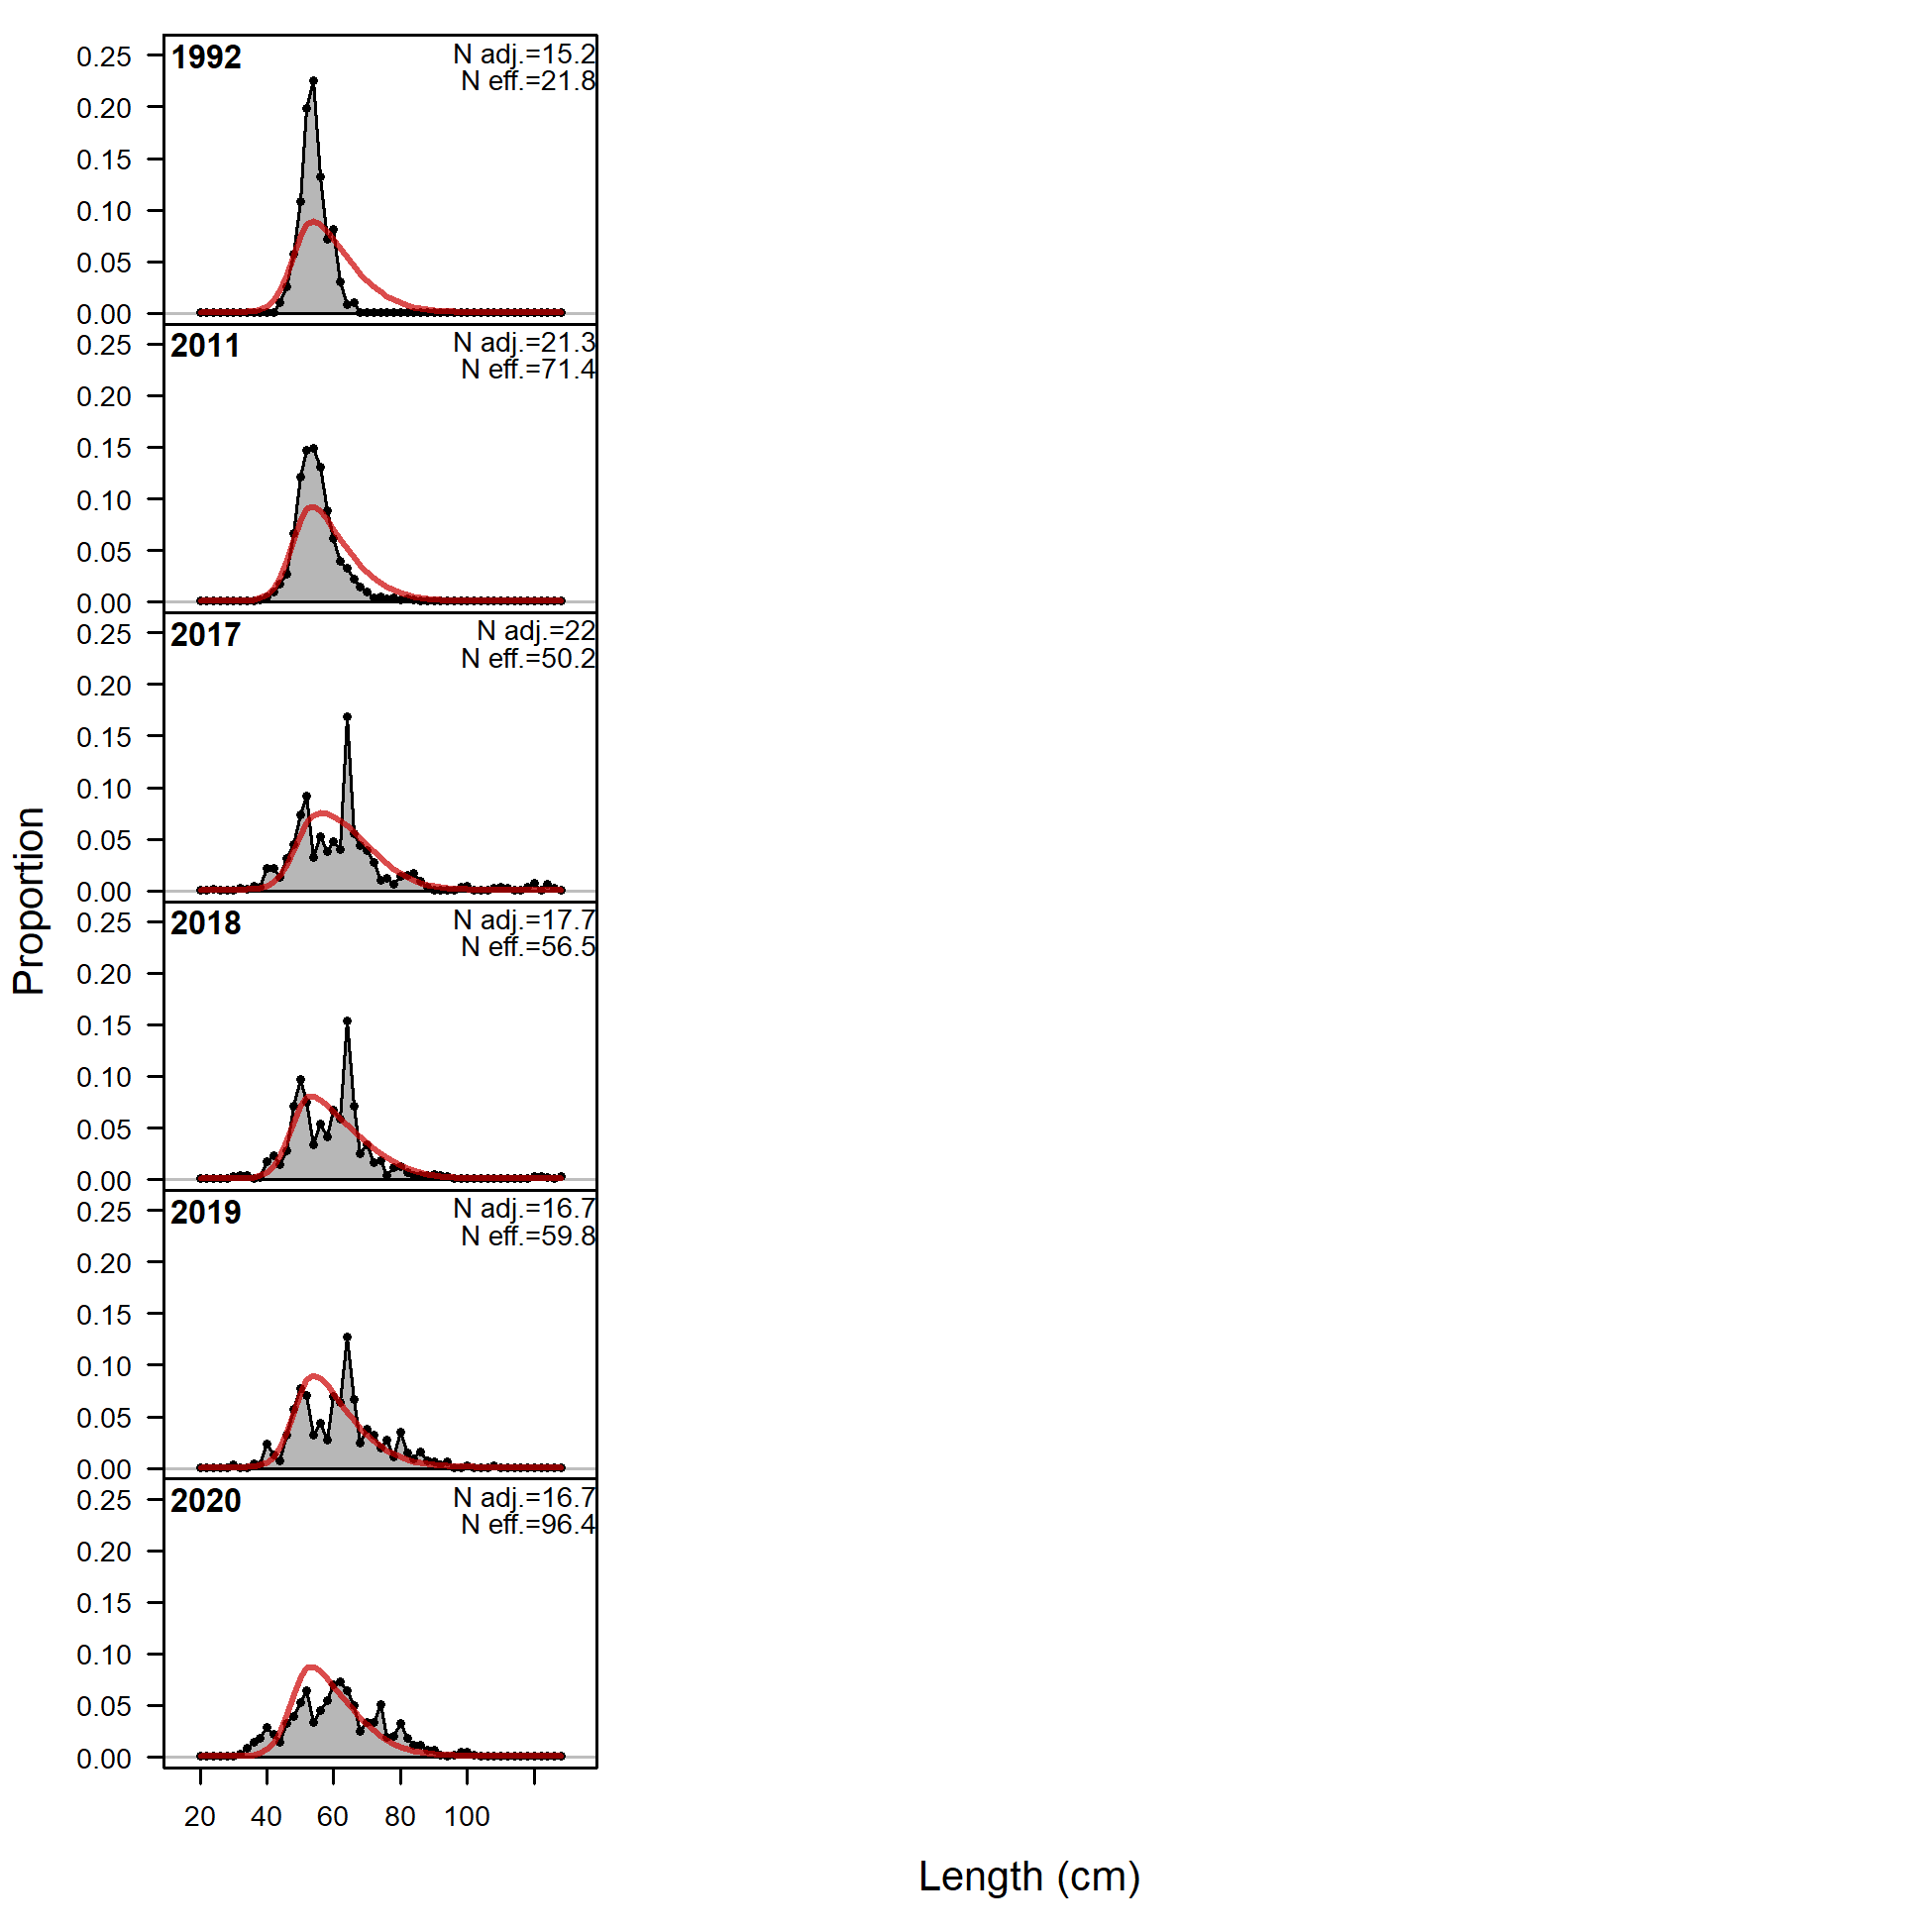 Proportion
1992
N adj.=15.2
N eff.=21.8
0.25
0.20
0.15
0.10
0.05
0.00
2011
N adj.=21.3
N eff.=71.4
0.25
0.20
0.15
0.10
0.05
0.00
2017
N adj.=22
N eff.=50.2
0.25
0.20
0.15
0.10
0.05
0.00
2018
N adj.=17.7
N eff.=56.5
0.25
0.20
0.15
0.10
0.05
0.00
2019
N adj.=16.7
N eff.=59.8
0.25
0.20
0.15
0.10
0.05
0.00
2020
N adj.=16.7
N eff.=96.4
0.25
0.20
0.15
0.10
0.05
0.00
20 40 60 80 100
Length (cm)